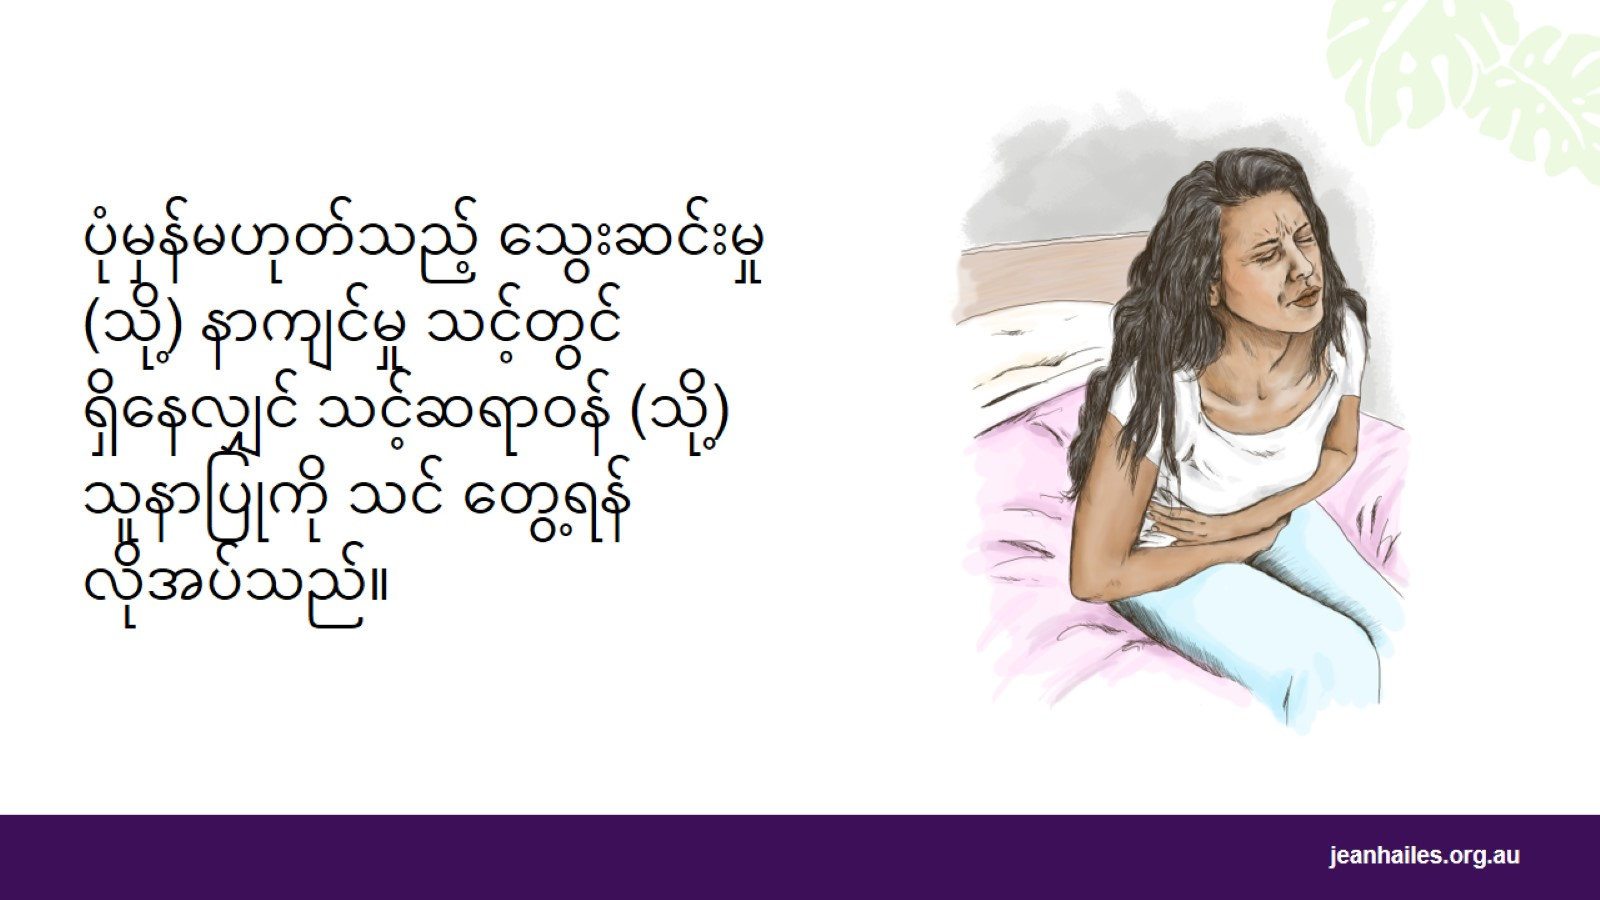 ပုံမှန်မဟုတ်သည့် သွေးဆင်းမှု
(သို့) နာကျင်မှု သင့်တွင်
ရှိနေလျှင် သင့်ဆရာဝန် (သို့)
သူနာပြုကို သင် တွေ့ရန်
လိုအပ်သည်။
jeanhailes.org.au